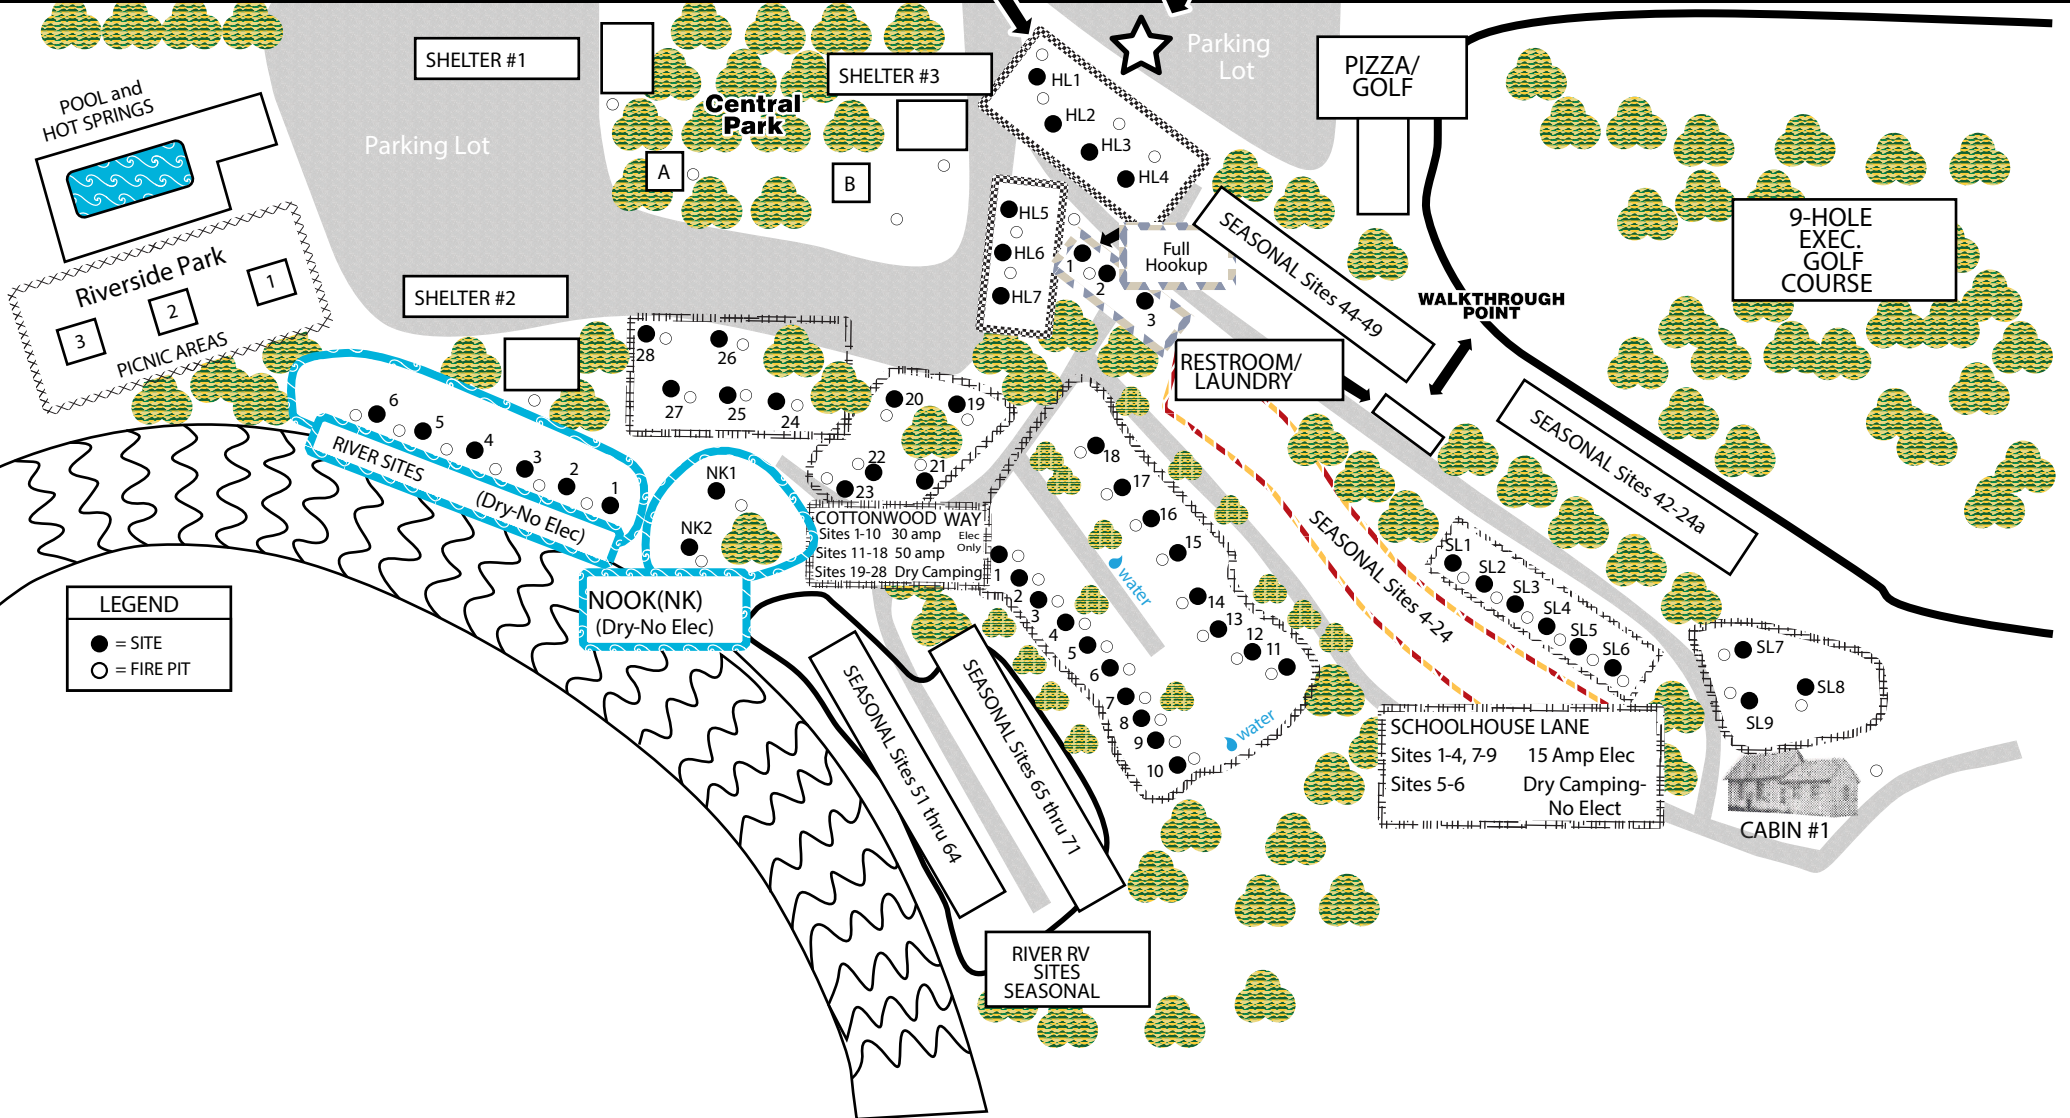 SHELTER #1
SHELTER #3
Central
Park
A
B
Parking Lot
Parking
Lot
PIZZA/
GOLF
POOL and
HOT SPRINGS
Riverside Park
1
2
3
PICNIC AREAS
SHELTER #2
HL1
HL2
HL3
HL4
HL5
HL6
HL7
Full
Hookup
1
2
3
SEASONAL Sites 44-49
WALKTHROUGH
POINT
9-HOLE
EXEC.
GOLF
COURSE
RESTROOM/
LAUNDRY
SEASONAL Sites 42-24a
28
26
27
25
24
20
19
22
21
23
6
5
4
3
2
1
RIVER SITES
(Dry-No Elec)
NK1
NK2
NOOK(NK)
(Dry-No Elec)
COTTONWOOD WAY
Sites 1-10 30 amp
Sites 11-18 50 amp
Elec
Only
Sites 19-28 Dry Camping
18
17
16
15
14
13
12
11
1
2
3
4
5
6
7
8
9
10
water
water
SEASONAL Sites 4-24
SL1
SL2
SL3
SL4
SL5
SL6
SL7
SL8
SL9
SCHOOLHOUSE LANE
Sites 1-4, 7-9 15 Amp Elec
Sites 5-6 Dry Camping-
No Elect
CABIN #1
LEGEND
= SITE
= FIRE PIT
SEASONAL Sites 51 thru 64
SEASONAL Sites 65 thru 71
RIVER RV
SITES
SEASONAL